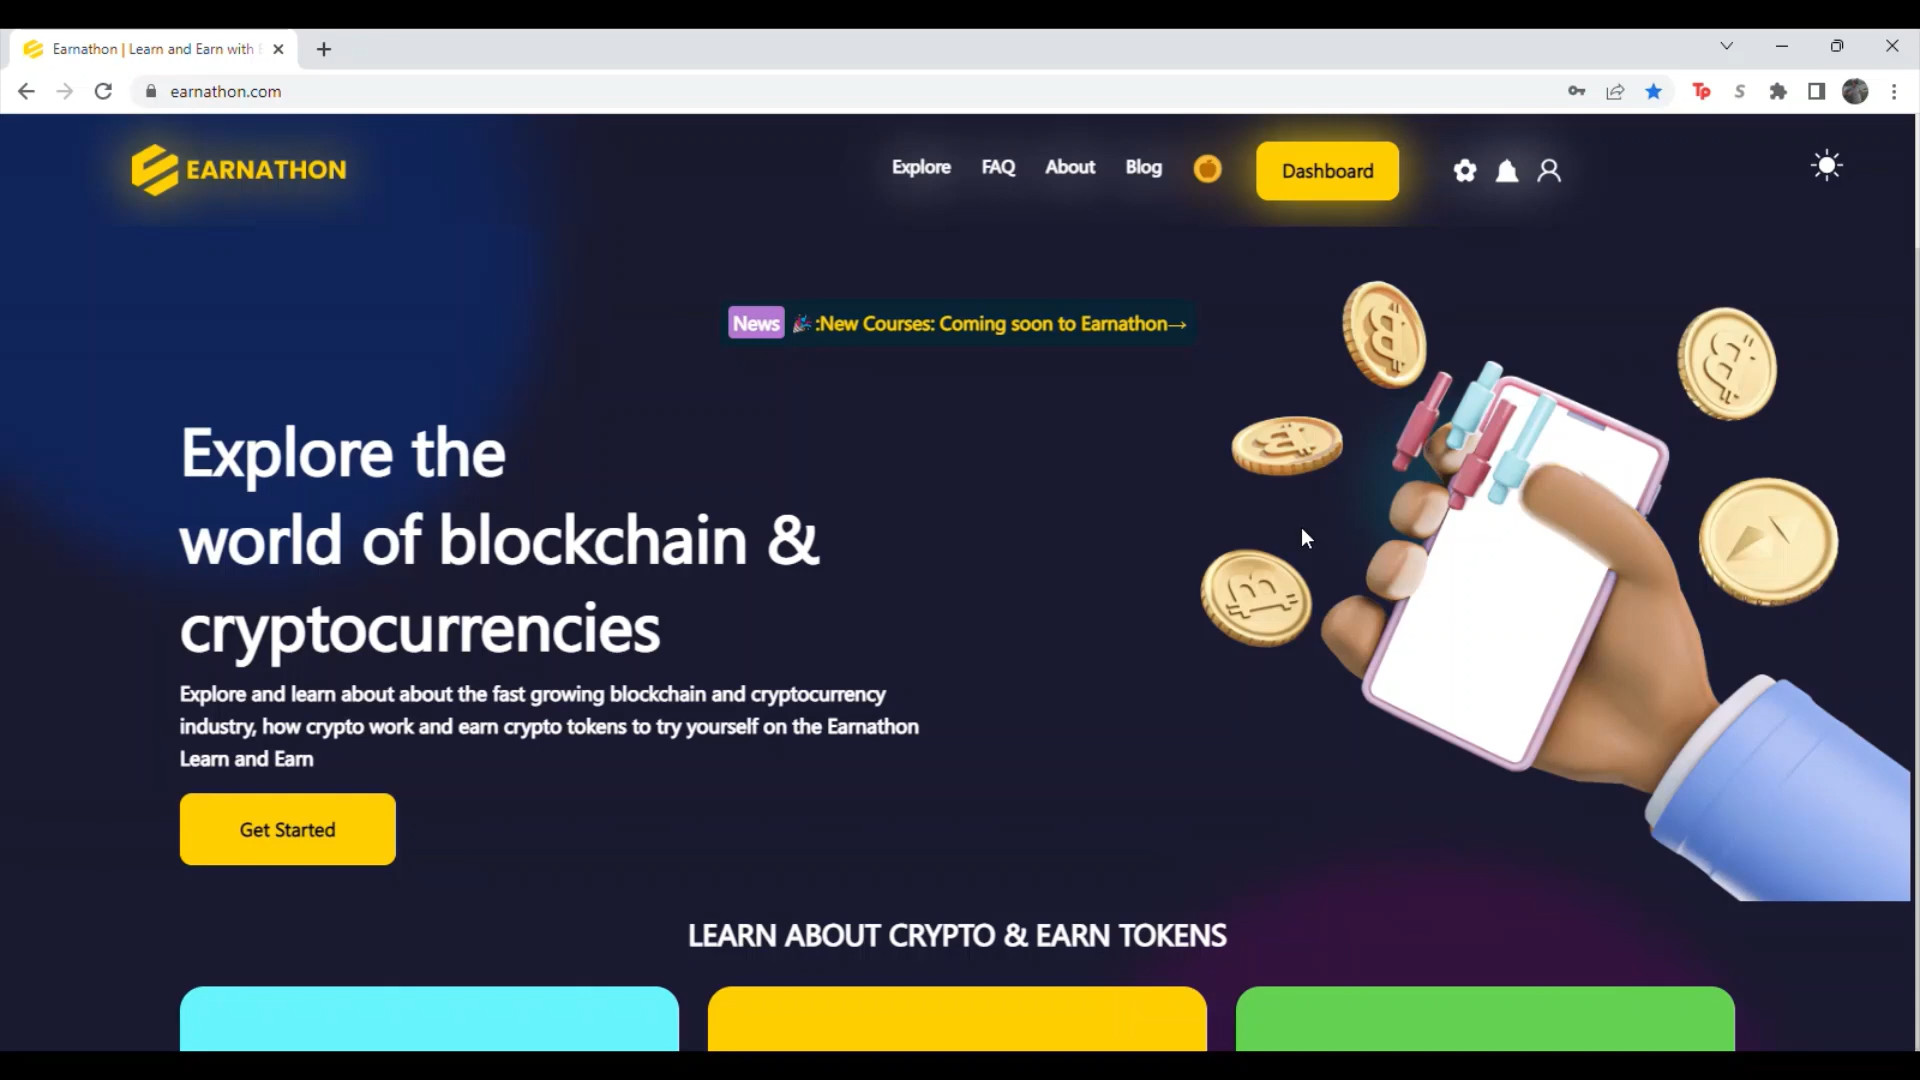 Earnathon | Learn and Earn with
earnathon.com
Tp
S
EARNATHON
Explore
FAQ
About
Blog
Dashboard
News 🎉:New Courses: Coming soon to Earnathon→
Explore the
world of blockchain &
cryptocurrencies
Explore and learn about about the fast growing blockchain and cryptocurrency
industry, how crypto work and earn crypto tokens to try yourself on the Earnathon
Learn and Earn
Get Started
LEARN ABOUT CRYPTO & EARN TOKENS